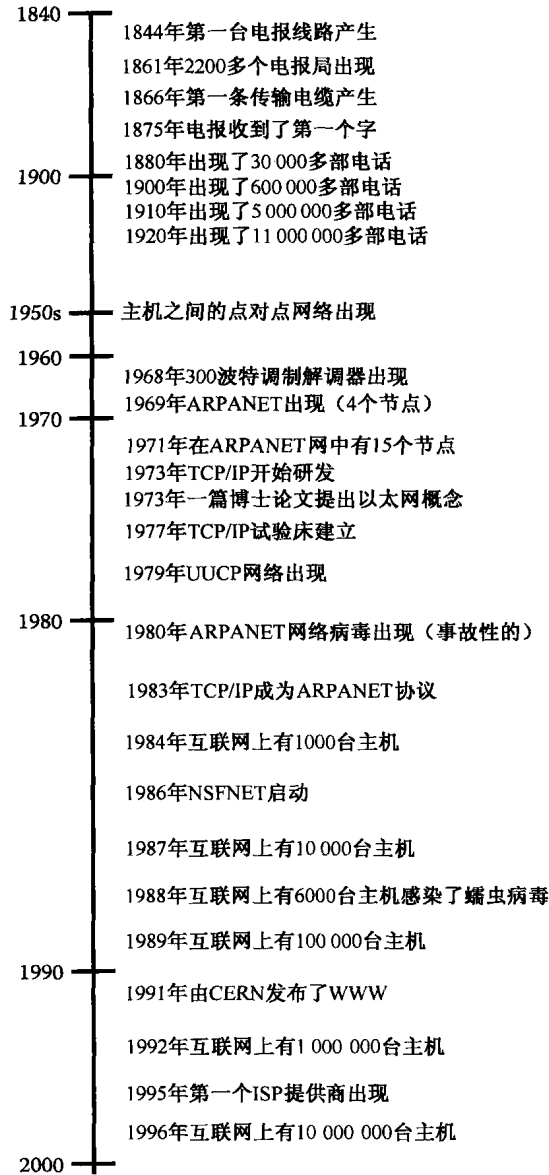 1840
1844年第一台电报线路产生
1861年2200多个电报局出现
1866年第一条传输电缆产生
1875年电报收到了第一个字
1880年出现了30 000多部电话
1900
1900年出现了600 000多部电话
1910年出现了5 000 000多部电话
1920年出现了11 000 000多部电话
1950s
主机之间的点对点网络出现
1960
1968年300波特调制解调器出现
1969年ARPANET出现（4个节点）
1970
1971年在ARPANET网中有15个节点
1973年TCP/IP开始研发
1973年一篇博士论文提出以太网概念
1977年TCP/IP试验床建立
1979年UUCP网络出现
1980
1980年ARPANET网络病毒出现（事故性的）
1983年TCP/IP成为ARPANET协议
1984年互联网上有1000台主机
1986年NSFNET启动
1987年互联网上有10 000台主机
1988年互联网上有6000台主机感染了蠕虫病毒
1989年互联网上有100 000台主机
1990
1991年由CERN发布了WWW
1992年互联网上有1 000 000台主机
1995年第一个ISP提供商出现
1996年互联网上有10 000 000台主机
2000